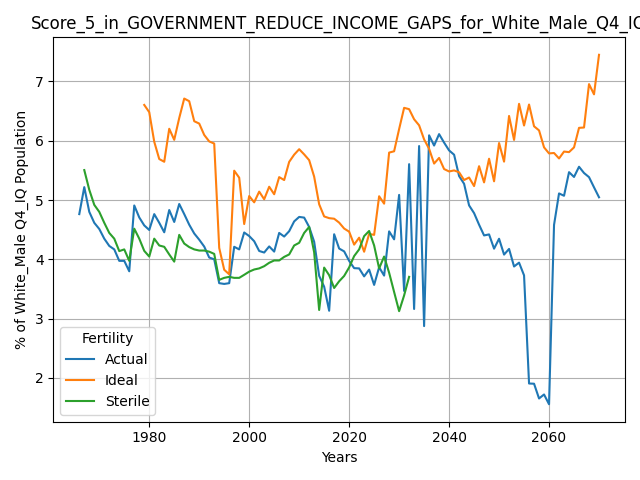 Score_5_in_GOVERNMENT_REDUCE_INCOME_GAPS_for_White_Male_Q4_IQ
% of White_Male Q4_IQ Population
7
6
5
4
3
2
Fertility
Actual
Ideal
Sterile
1980 2000 2020 2040 2060
Years